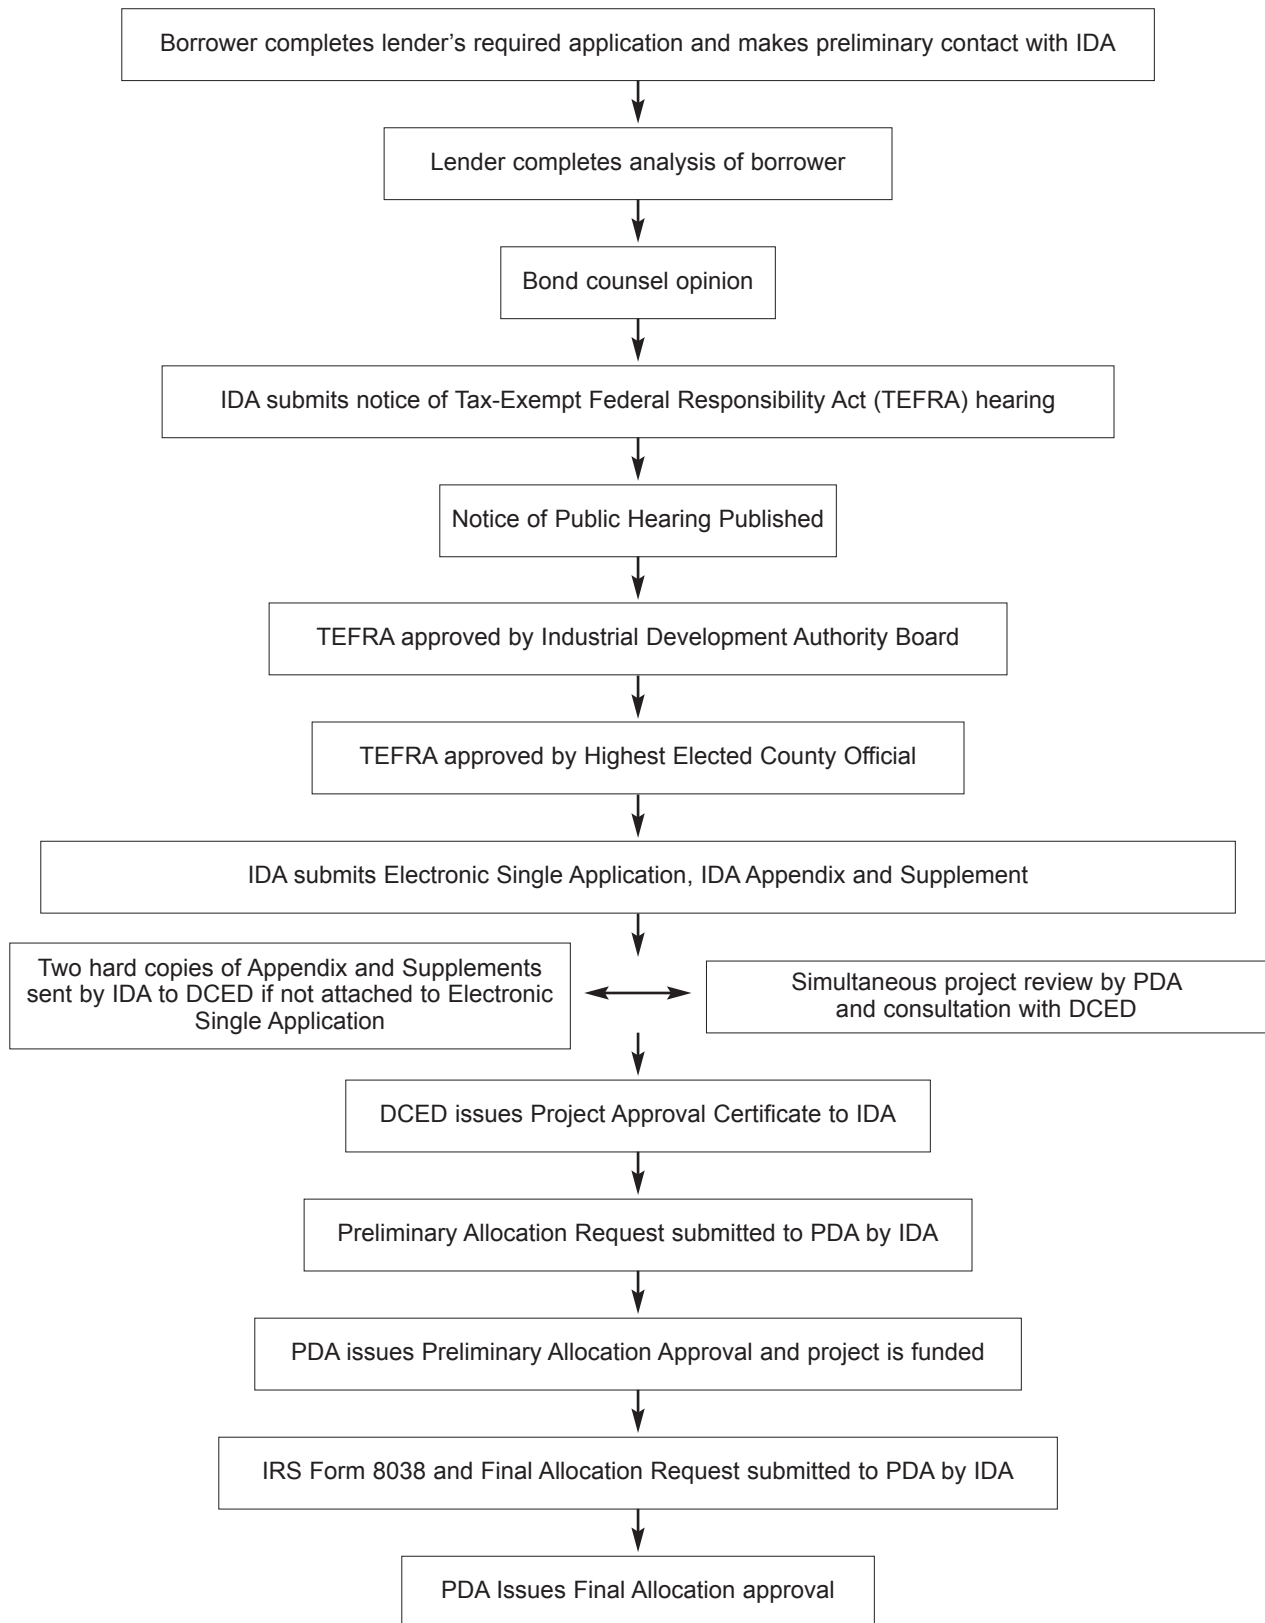 Borrower completes lender’s required application and makes preliminary contact with IDA
Lender completes analysis of borrower
Bond counsel opinion
IDA submits notice of Tax-Exempt Federal Responsibility Act (TEFRA) hearing
Notice of Public Hearing Published
TEFRA approved by Industrial Development Authority Board
TEFRA approved by Highest Elected County Official
IDA submits Electronic Single Application, IDA Appendix and Supplement
Two hard copies of Appendix and Supplements
sent by IDA to DCED if not attached to Electronic
Single Application
Simultaneous project review by PDA
and consultation with DCED
DCED issues Project Approval Certificate to IDA
Preliminary Allocation Request submitted to PDA by IDA
PDA issues Preliminary Allocation Approval and project is funded
IRS Form 8038 and Final Allocation Request submitted to PDA by IDA
PDA Issues Final Allocation approval